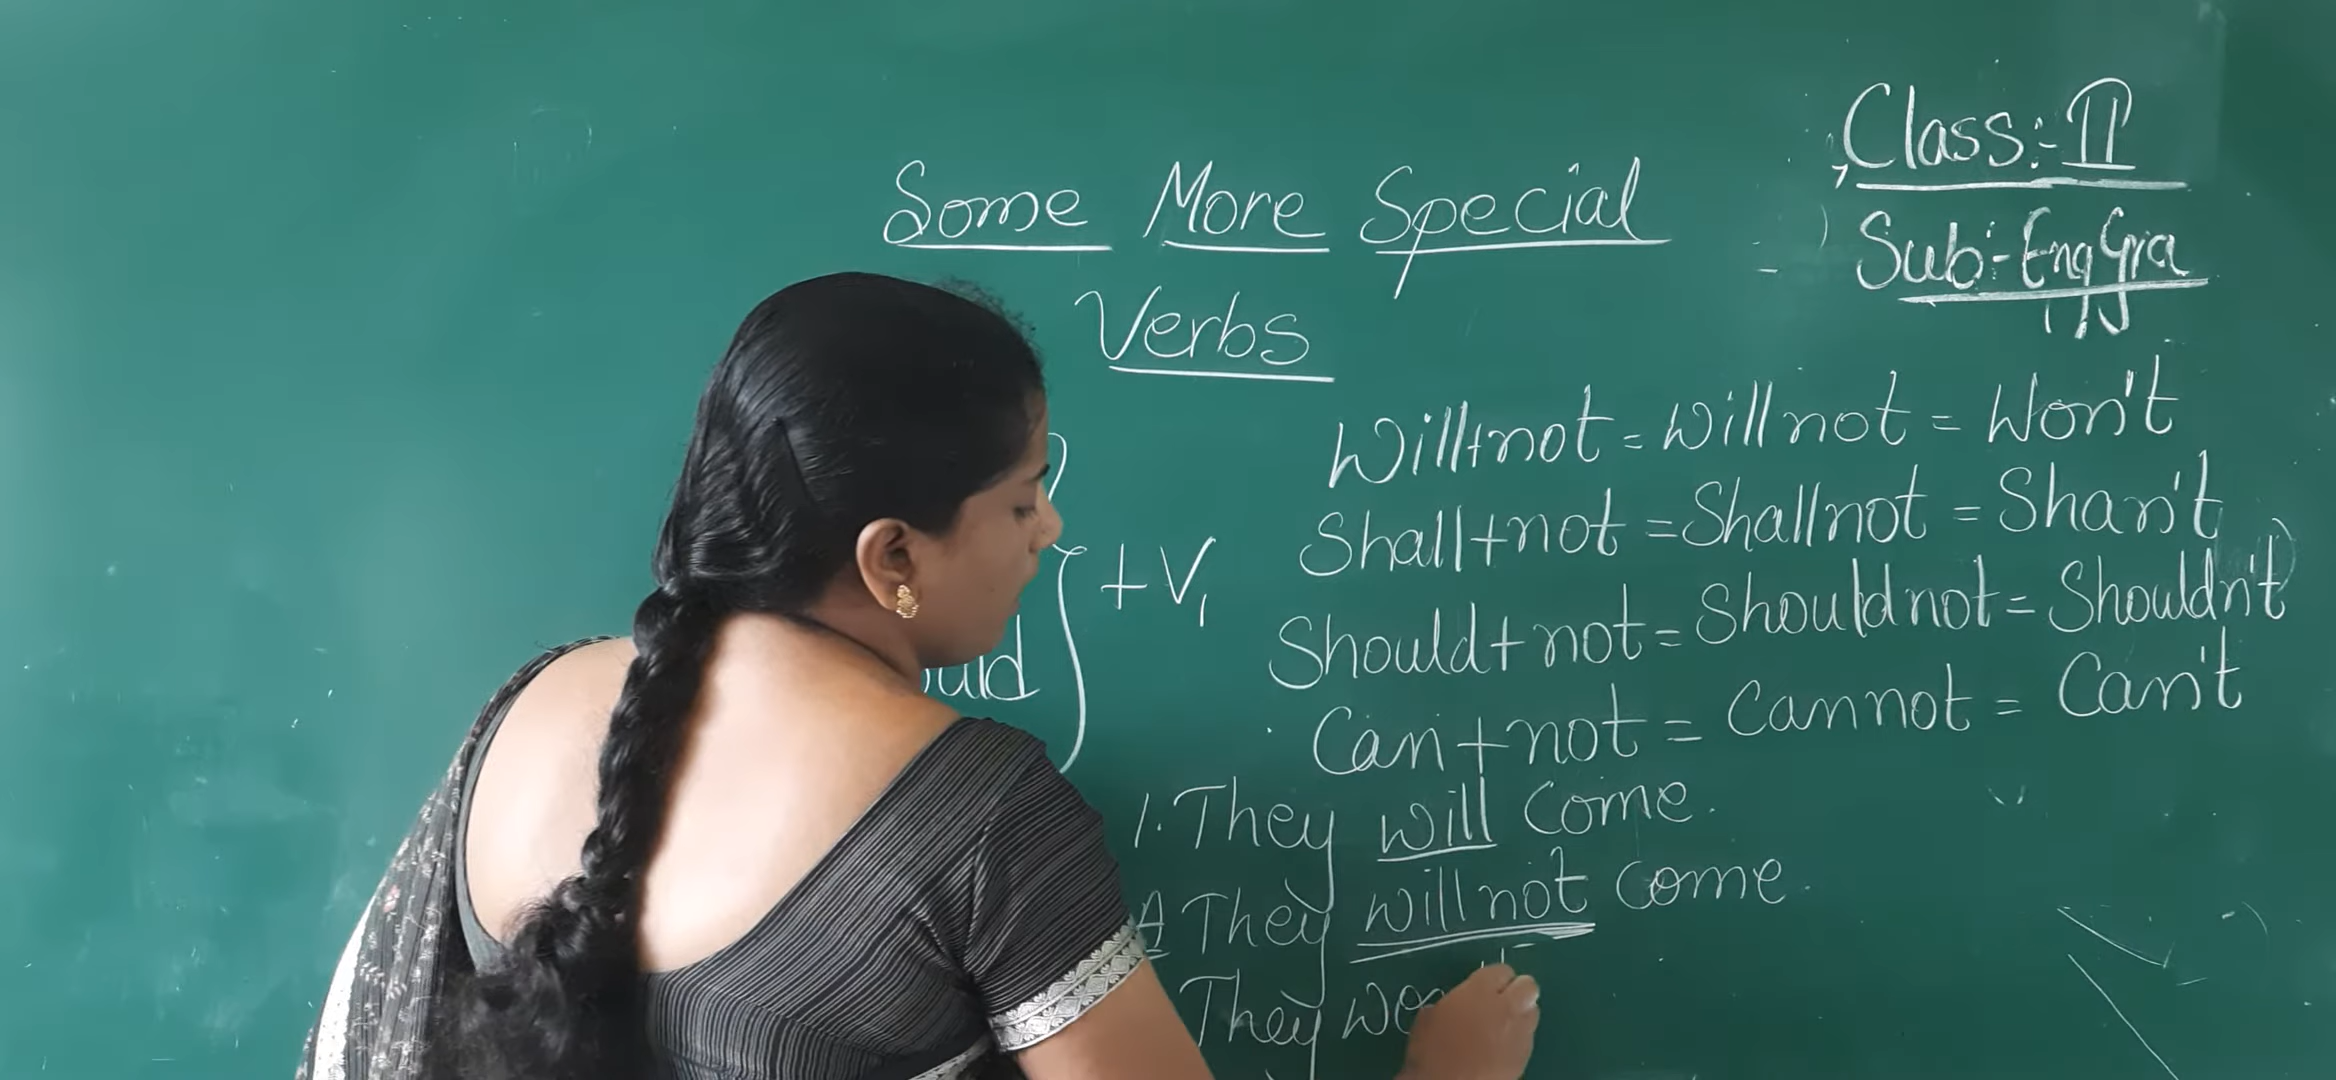 Class:- II
Sub:- Eng Gra
Some More Special
Verbs
Will+not = Will not = Won't
Shall+not = Shall not = Shan't
Should+not = Should not = Shouldn't
Can+not = Cannot = Can't
+V1
1. They will come.
A They will not come.
They wo